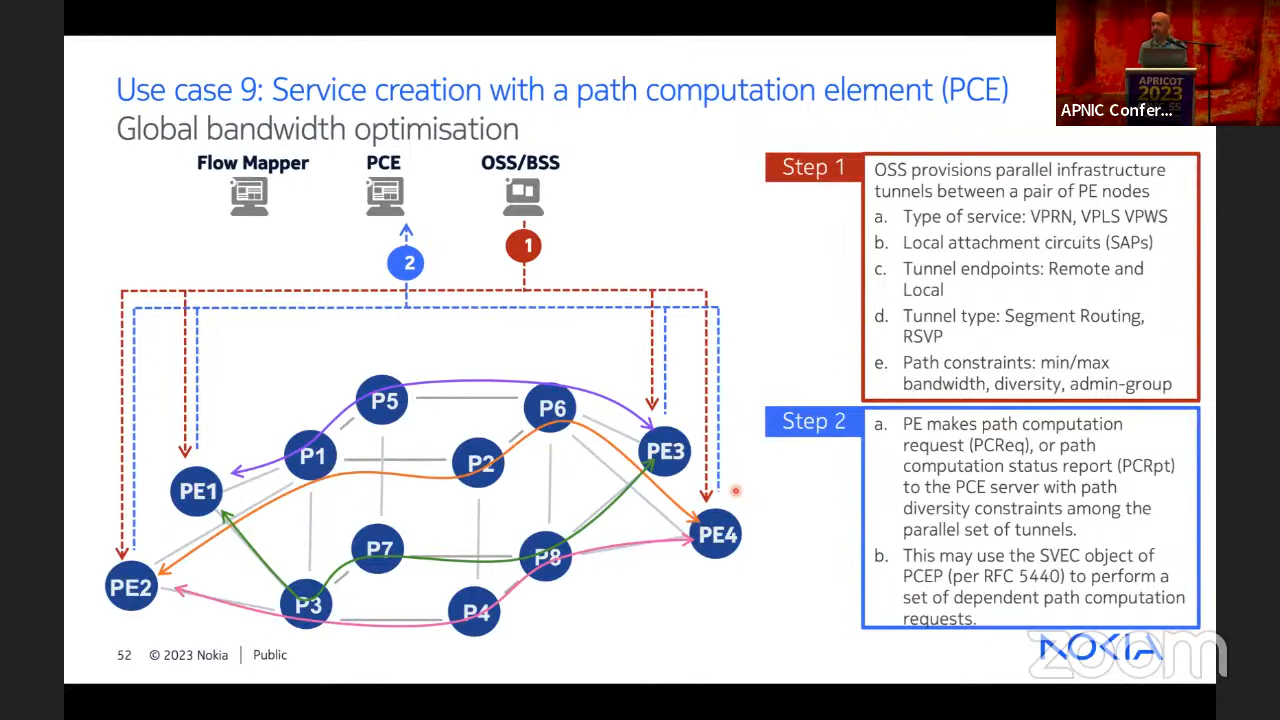 Use case 9: Service creation with a path computation element (PCE)
Global bandwidth optimisation
APRICOT
2023
55
APNIC Confer...
Flow Mapper
PCE
OSS/BSS
1
2
P5
P6
P1
P2
PE3
PE1
PE4
P7
P8
PE2
P3
P4
Step 1
OSS provisions parallel infrastructure
tunnels between a pair of PE nodes
a. Type of service: VPRN, VPLS VPWS
b. Local attachment circuits (SAPs)
c. Tunnel endpoints: Remote and
Local
d. Tunnel type: Segment Routing,
RSVP
e. Path constraints: min/max
bandwidth, diversity, admin-group
Step 2
a. PE makes path computation
request (PCReq), or path
computation status report (PCRpt)
to the PCE server with path
diversity constraints among the
parallel set of tunnels.
b. This may use the SVEC object of
PCEP (per RFC 5440) to perform a
set of dependent path computation
requests.
52 © 2023 Nokia | Public
NOKIA
zoom